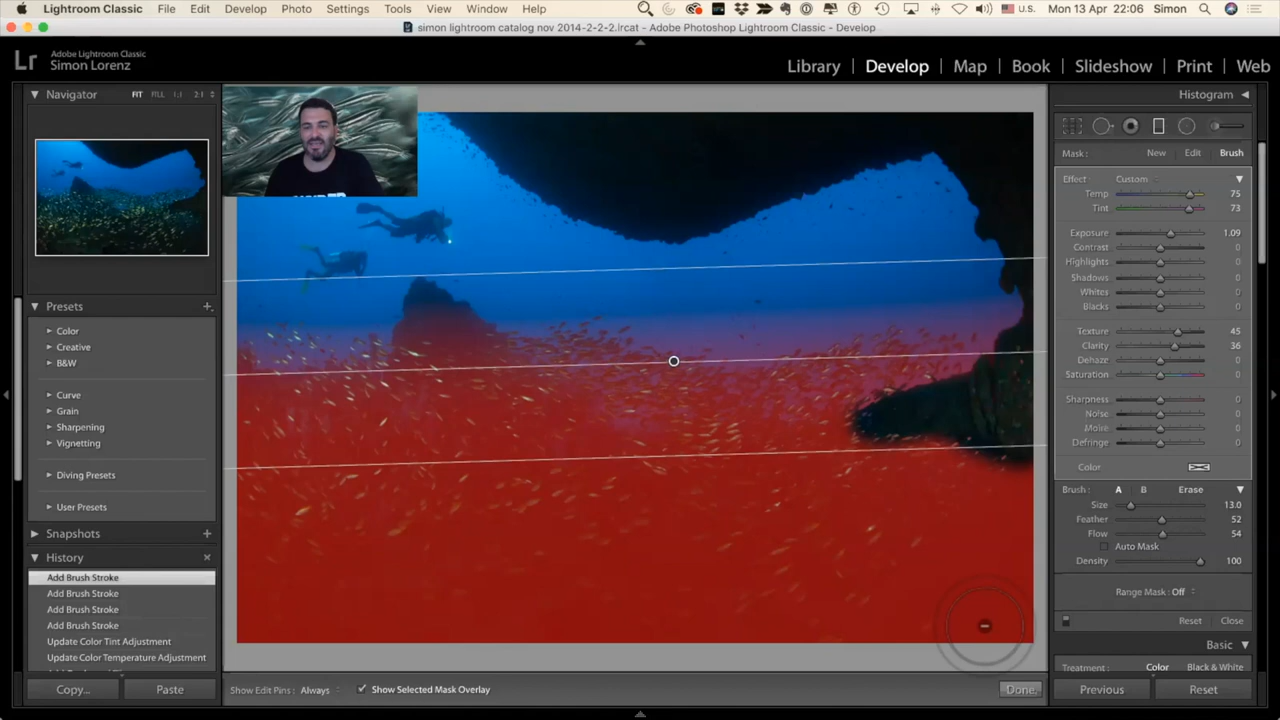 Lightroom Classic File Edit Develop Photo Settings Tools View Window Help U.S. Mon 13 Apr 22:06 Simon
simon lightroom catalog nov 2014-2-2-2.lrcat - Adobe Photoshop Lightroom Classic - Develop
Lr Adobe Lightroom Classic
Simon Lorenz
Library Develop Map Book Slideshow Print Web
Navigator FIT FILL 1:1 2:1
Histogram
Presets
Color
Creative
B&W
Curve
Grain
Sharpening
Vignetting
Diving Presets
User Presets
Snapshots
History
Add Brush Stroke
Add Brush Stroke
Add Brush Stroke
Add Brush Stroke
Update Color Tint Adjustment
Update Color Temperature Adjustment
Copy... Paste
Show Edit Pins: Always Show Selected Mask Overlay Done
Mask: New Edit Brush
Effect Custom
Temp 75
Tint 73
Exposure 1.09
Contrast 0
Highlights 0
Shadows 0
Whites 0
Blacks 0
Texture 45
Clarity 36
Dehaze 0
Saturation 0
Sharpness 0
Noise 0
Moire 0
Defringe 0
Color
Brush: A B Erase
Size 13.0
Feather 52
Flow 54
Auto Mask
Density 100
Range Mask: Off
Reset Close
Basic
Treatment: Color Black & White
Previous Reset